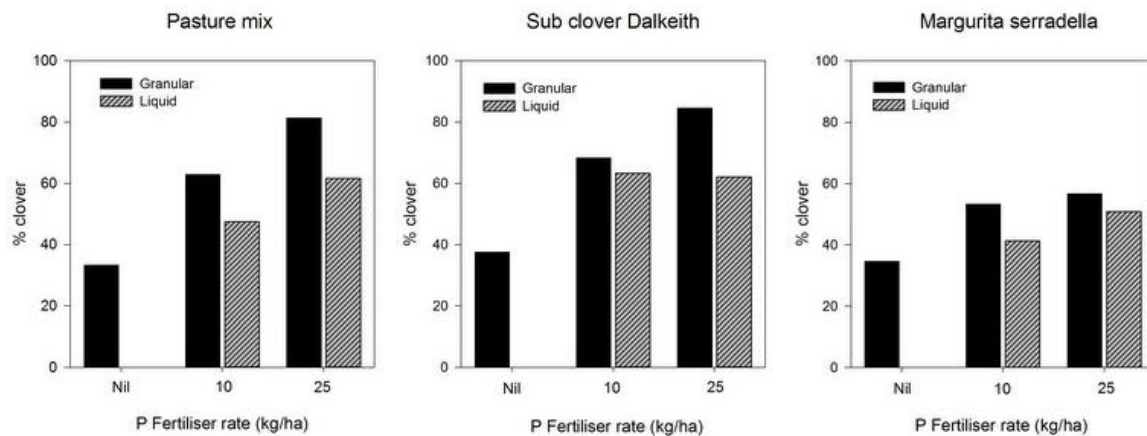 Pasture mix
100
80
60
40
20
0
% clover
Granular
Liquid
Nil
10
25
P Fertiliser rate (kg/ha)
Sub clover Dalkeith
100
80
60
40
20
0
% clover
Granular
Liquid
Nil
10
25
P Fertiliser rate (kg/ha)
Margurita serradella
100
80
60
40
20
0
% clover
Granular
Liquid
Nil
10
25
P Fertiliser rate (kg/ha)